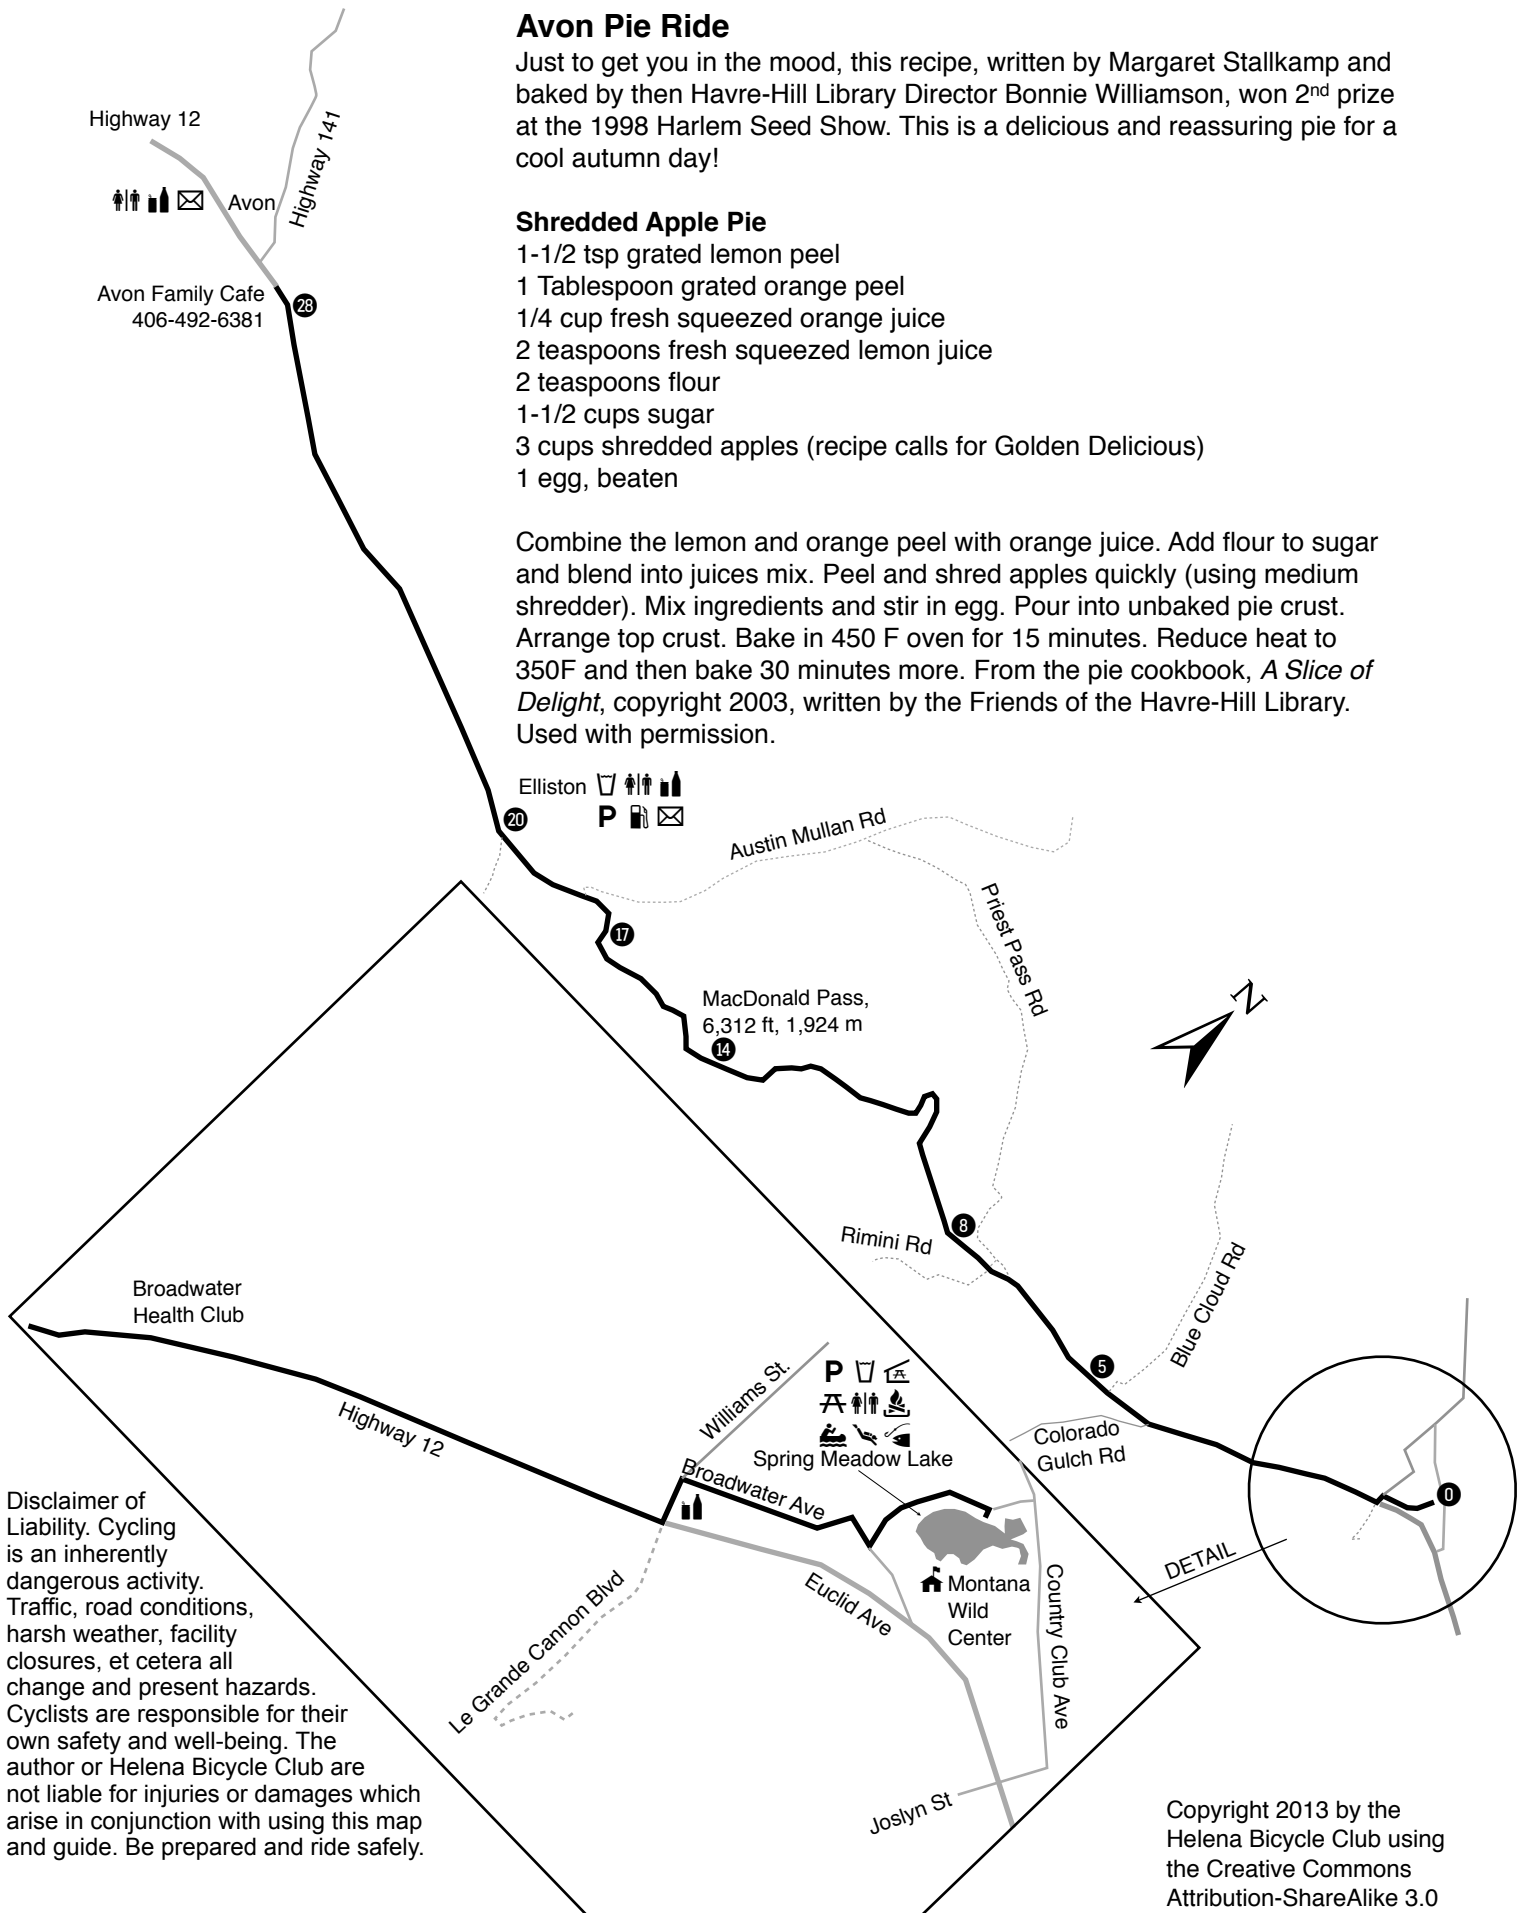 Avon Pie Ride
Just to get you in the mood, this recipe, written by Margaret Stallkamp and
baked by then Havre-Hill Library Director Bonnie Williamson, won 2nd prize
at the 1998 Harlem Seed Show. This is a delicious and reassuring pie for a
cool autumn day!
Shredded Apple Pie
1-1/2 tsp grated lemon peel
1 Tablespoon grated orange peel
1/4 cup fresh squeezed orange juice
2 teaspoons fresh squeezed lemon juice
2 teaspoons flour
1-1/2 cups sugar
3 cups shredded apples (recipe calls for Golden Delicious)
1 egg, beaten
Combine the lemon and orange peel with orange juice. Add flour to sugar
and blend into juices mix. Peel and shred apples quickly (using medium
shredder). Mix ingredients and stir in egg. Pour into unbaked pie crust.
Arrange top crust. Bake in 450 F oven for 15 minutes. Reduce heat to
350F and then bake 30 minutes more. From the pie cookbook, A Slice of
Delight, copyright 2003, written by the Friends of the Havre-Hill Library.
Used with permission.
Highway 12
Highway 141
Avon
Avon Family Cafe
406-492-6381
28
Elliston
P
20
Austin Mullan Rd
Priest Pass Rd
17
MacDonald Pass,
6,312 ft, 1,924 m
14
N
8
Rimini Rd
Blue Cloud Rd
5
Colorado
Gulch Rd
0
DETAIL
Broadwater
Health Club
Highway 12
Williams St.
P
Spring Meadow Lake
Broadwater Ave
Montana
Wild
Center
Euclid Ave
Country Club Ave
Le Grande Cannon Blvd
Joslyn St
Disclaimer of
Liability. Cycling
is an inherently
dangerous activity.
Traffic, road conditions,
harsh weather, facility
closures, et cetera all
change and present hazards.
Cyclists are responsible for their
own safety and well-being. The
author or Helena Bicycle Club are
not liable for injuries or damages which
arise in conjunction with using this map
and guide. Be prepared and ride safely.
Copyright 2013 by the
Helena Bicycle Club using
the Creative Commons
Attribution-ShareAlike 3.0